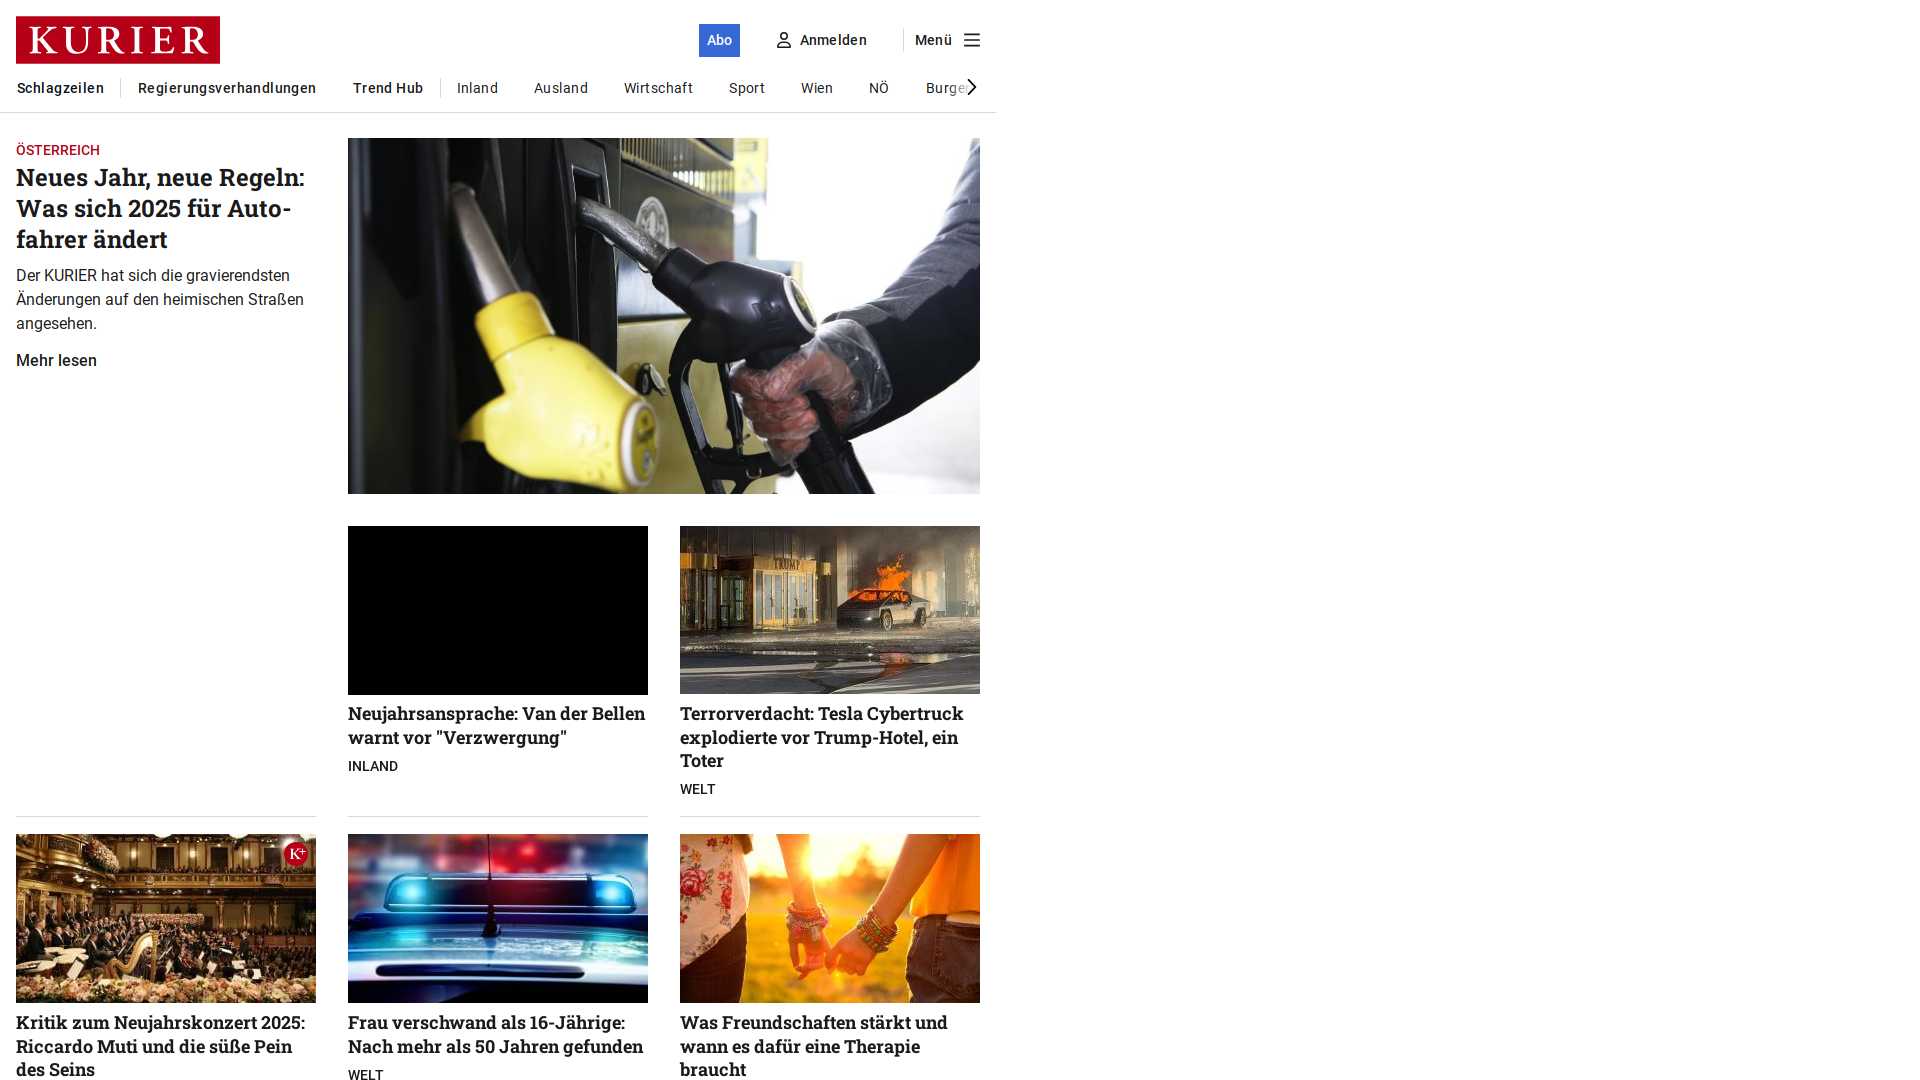 KURIER
Abo
Anmelden
Menü
Schlagzeilen
Regierungsverhandlungen
Trend Hub
Inland
Ausland
Wirtschaft
Sport
Wien
NÖ
ÖSTERREICH
Neues Jahr, neue Regeln:
Was sich 2025 für Auto-
fahrer ändert
Der KURIER hat sich die gravierendsten
Änderungen auf den heimischen Straßen
angesehen.
Mehr lesen
TRUMP
Neujahrsansprache: Van der Bellen
warnt vor "Verzwergung"
INLAND
Terrorverdacht: Tesla Cybertruck
explodierte vor Trump-Hotel, ein
Toter
WELT
K+
Kritik zum Neujahrskonzert 2025:
Riccardo Muti und die süße Pein
des Seins
Frau verschwand als 16-Jährige:
Nach mehr als 50 Jahren gefunden
WELT
Was Freundschaften stärkt und
wann es dafür eine Therapie
braucht